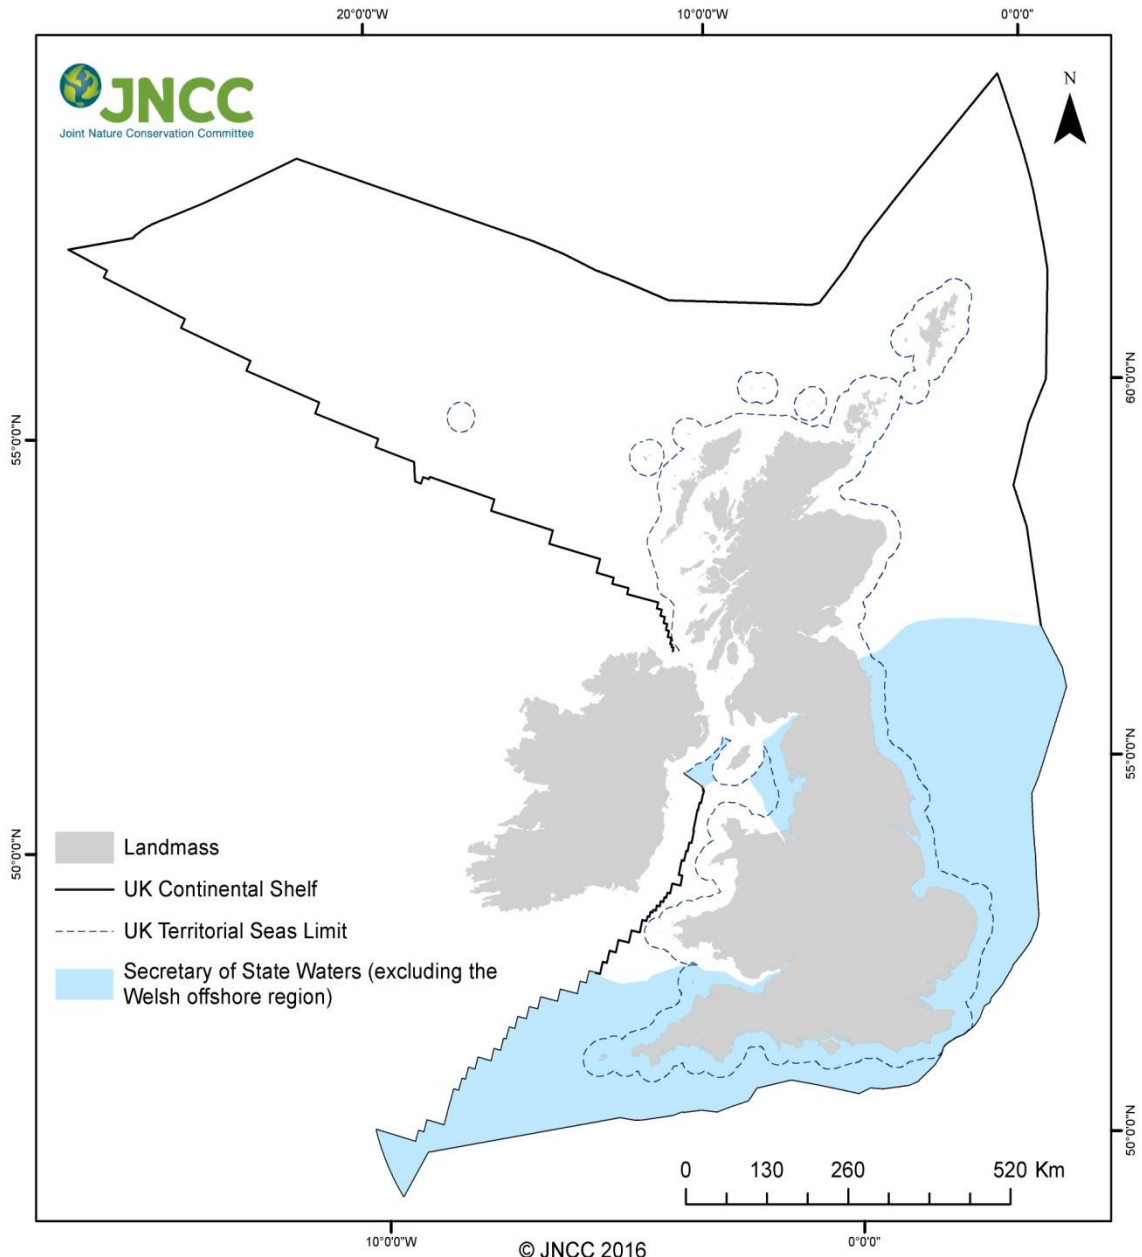 20°0'0"W
10°0'0"W
0°0'0"
JNCC
Joint Nature Conservation Committee
N
60°0'0"N
55°0'0"N
55°0'0"N
50°0'0"N
50°0'0"N
Landmass
UK Continental Shelf
UK Territorial Seas Limit
Secretary of State Waters (excluding the
Welsh offshore region)
0
130
260
520 Km
10°0'0"W
0°0'0"
© JNCC 2016